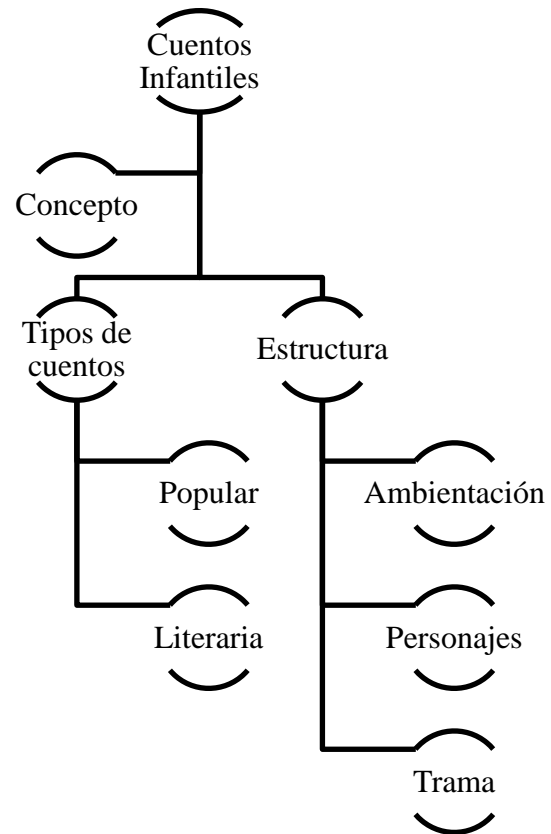 Cuentos
Infantiles
Concepto
Tipos de
cuentos
Estructura
Popular
Ambientación
Literaria
Personajes
Trama